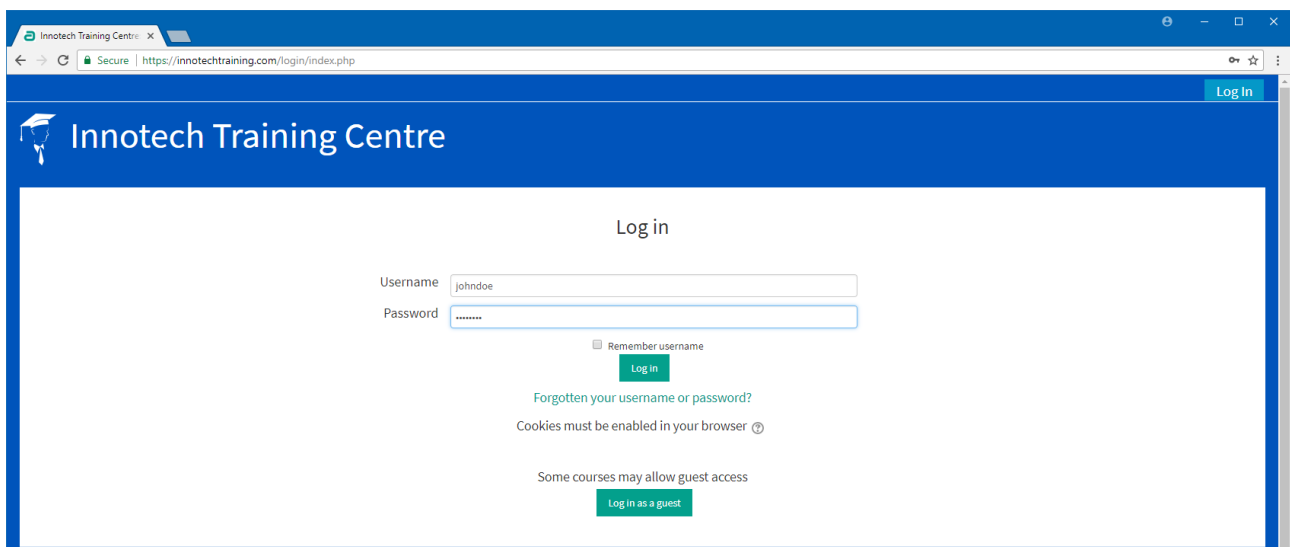 Innotech Training Centre
Secure | https://innotechtraining.com/login/index.php
Log In
Innotech Training Centre
Log in
Username johndoe
Password ••••••••
Remember username
Log in
Forgotten your username or password?
Cookies must be enabled in your browser
Some courses may allow guest access
Log in as a guest